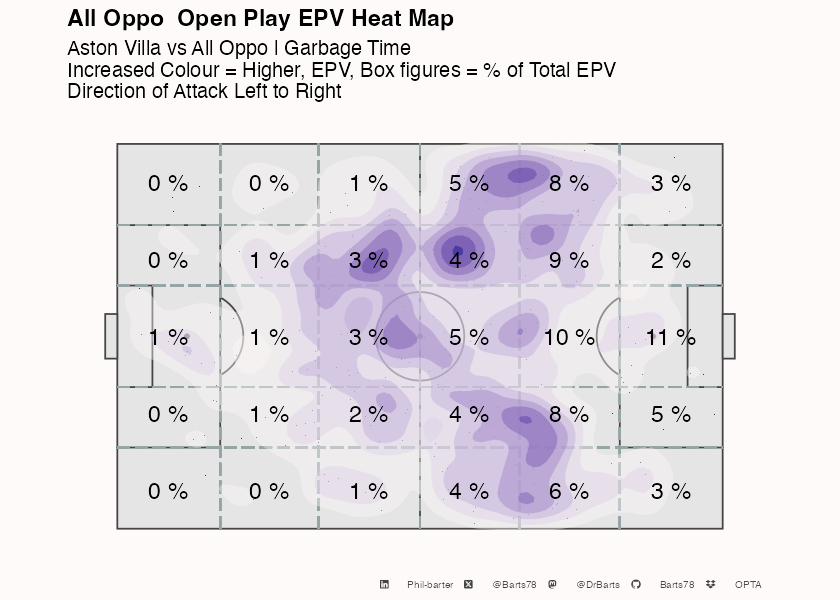 All Oppo  Open Play EPV Heat Map
Aston Villa vs All Oppo | Garbage Time
Increased Colour = Higher, EPV, Box figures = % of Total EPV
Direction of Attack Left to Right
0 % 0 % 1 % 5 % 8 % 3 %
0 % 1 % 3 % 4 % 9 % 2 %
1 % 1 % 3 % 5 % 10 % 11 %
0 % 1 % 2 % 4 % 8 % 5 %
0 % 0 % 1 % 4 % 6 % 3 %
Phil-barter @Barts78 @DrBarts Barts78 OPTA